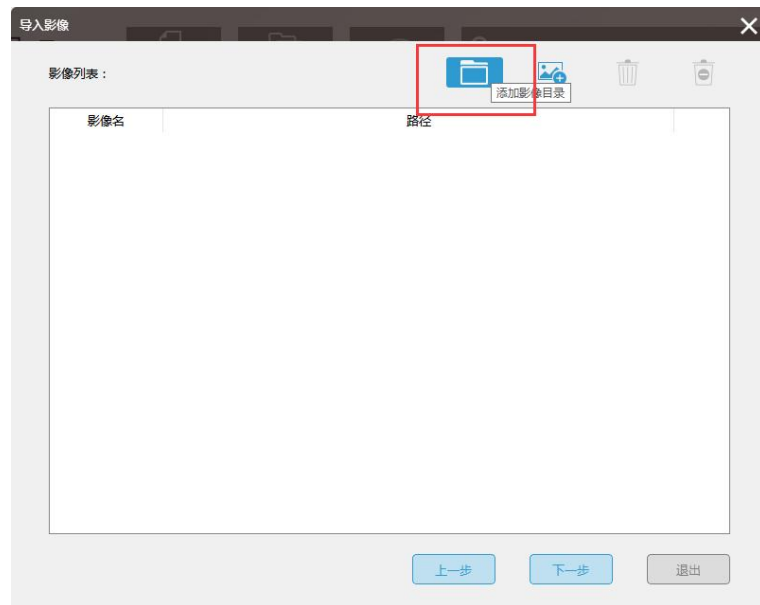 导入影像
影像列表：
添加影像目录
影像名 路径
上一步 下一步 退出